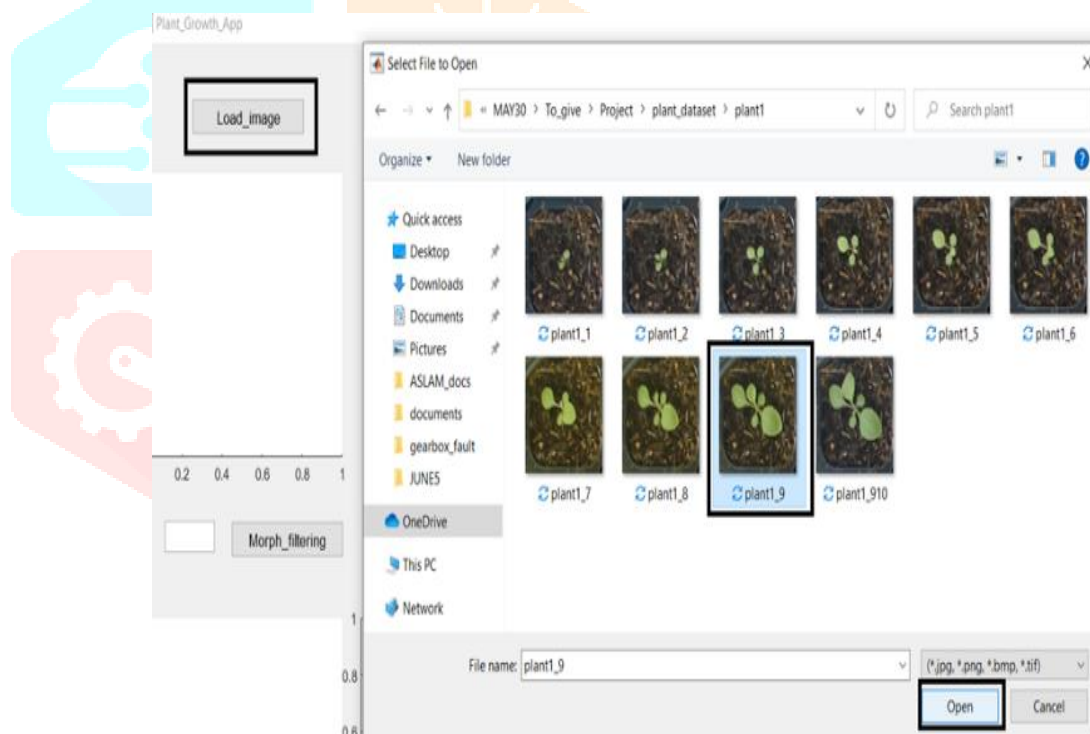 Plant_Growth_App
Load_image
0.2 0.4 0.6 0.8 1
Morph_filtering
1
0.8
0.6
Select File to Open
« MAY30 > To_give > Project > plant_dataset > plant1
Search plant1
Organize
New folder
?
Quick access
Desktop
Downloads
Documents
Pictures
ASLAM_docs
documents
gearbox_fault
JUNE5
OneDrive
This PC
Network
plant1_1
plant1_2
plant1_3
plant1_4
plant1_5
plant1_6
plant1_7
plant1_8
plant1_9
plant1_910
File name: plant1_9
(*.jpg, *.png, *.bmp, *.tif)
Open
Cancel